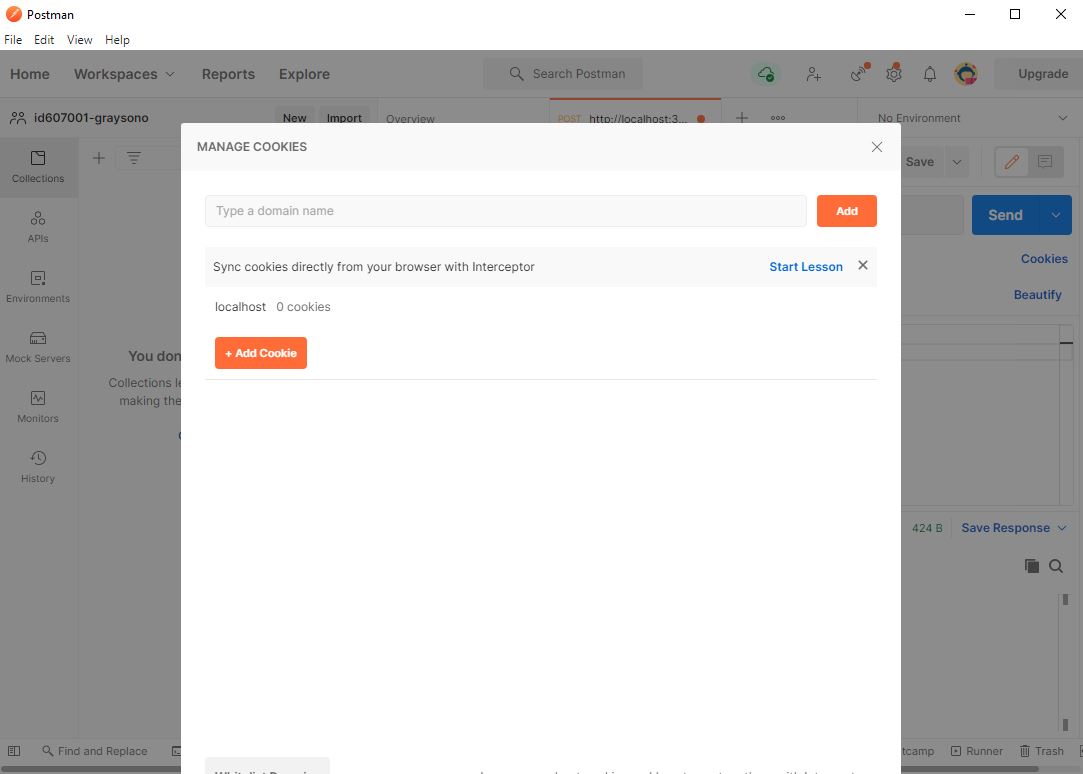 Postman
File Edit View Help
Home Workspaces Reports Explore Search Postman Upgrade
id607001-graysono New Import Overview POST http://localhost:3... No Environment
MANAGE COOKIES
Save
Collections
Type a domain name Add
Send
APIs
Sync cookies directly from your browser with Interceptor Start Lesson
Cookies
Environments
localhost 0 cookies
Beautify
Mock Servers
You don
+ Add Cookie
Collections le
making the
Monitors
History
424 B Save Response
Find and Replace
Runner Trash